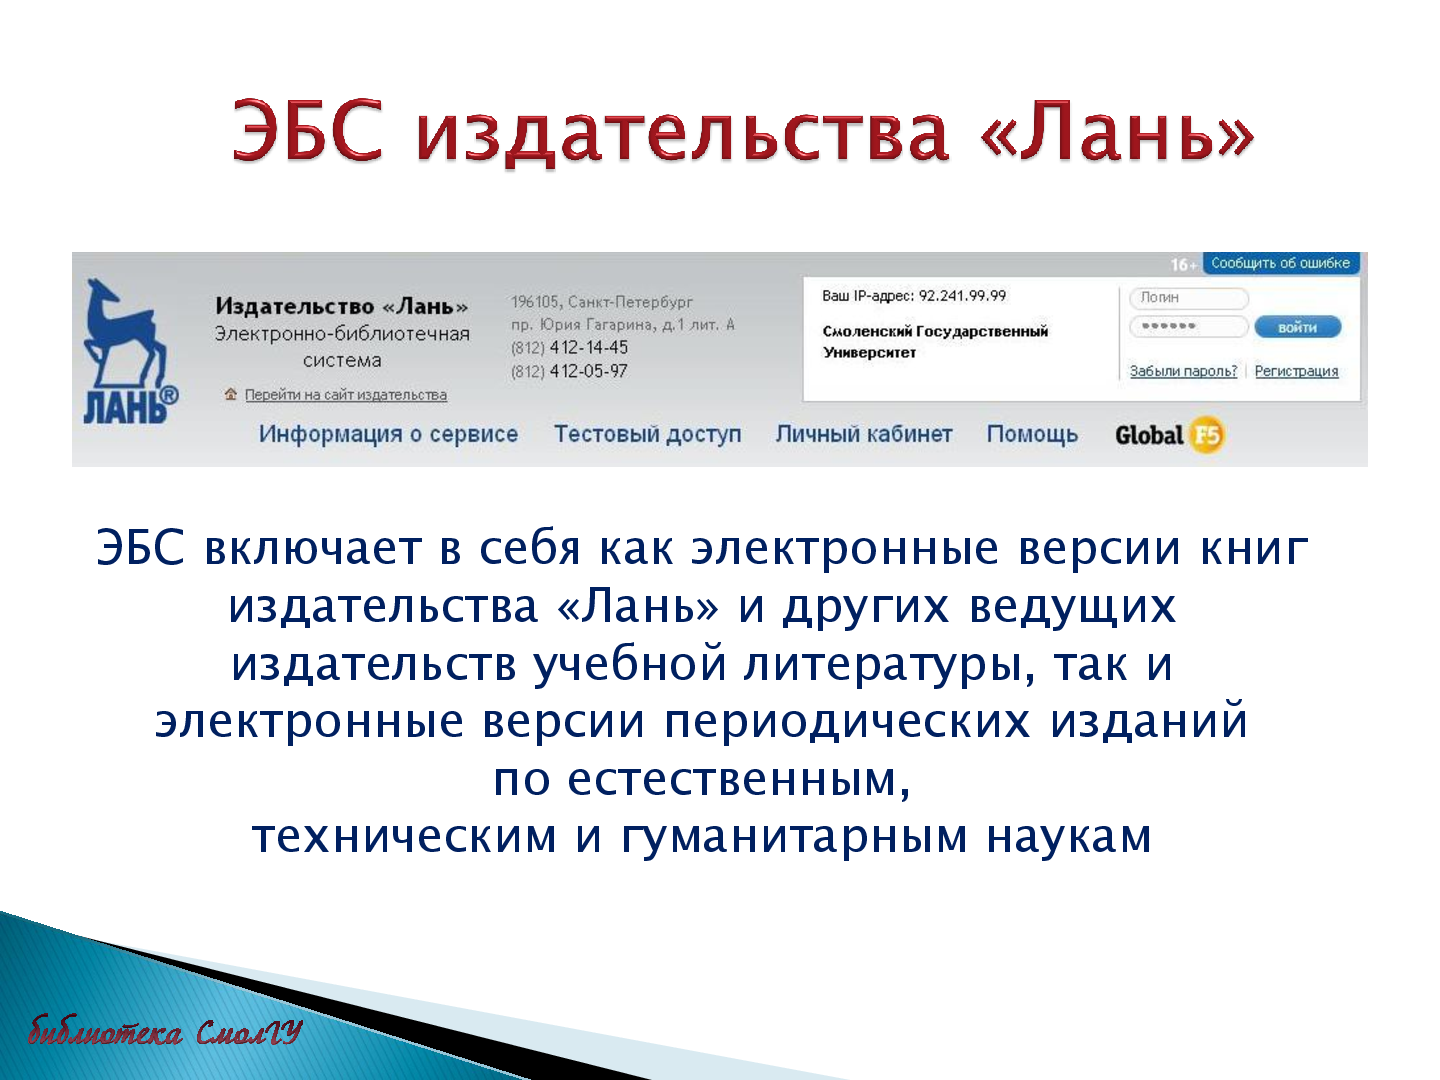 ЭБС издательства «Лань»
16+ Сообщить об ошибке
ЛАНЬ®
Издательство «Лань»
Электронно-библиотечная
система
Перейти на сайт издательства
196105, Санкт-Петербург
пр. Юрия Гагарина, д.1 лит. А
(812) 412-14-45
(812) 412-05-97
Ваш IP-адрес: 92.241.99.99
Смоленский Государственный
Университет
Логин
••••••
войти
Забыли пароль? | Регистрация
Информация о сервисе Тестовый доступ Личный кабинет Помощь Global F5
ЭБС включает в себя как электронные версии книг
издательства «Лань» и других ведущих
издательств учебной литературы, так и
электронные версии периодических изданий
по естественным,
техническим и гуманитарным наукам
библиотека СмолГУ